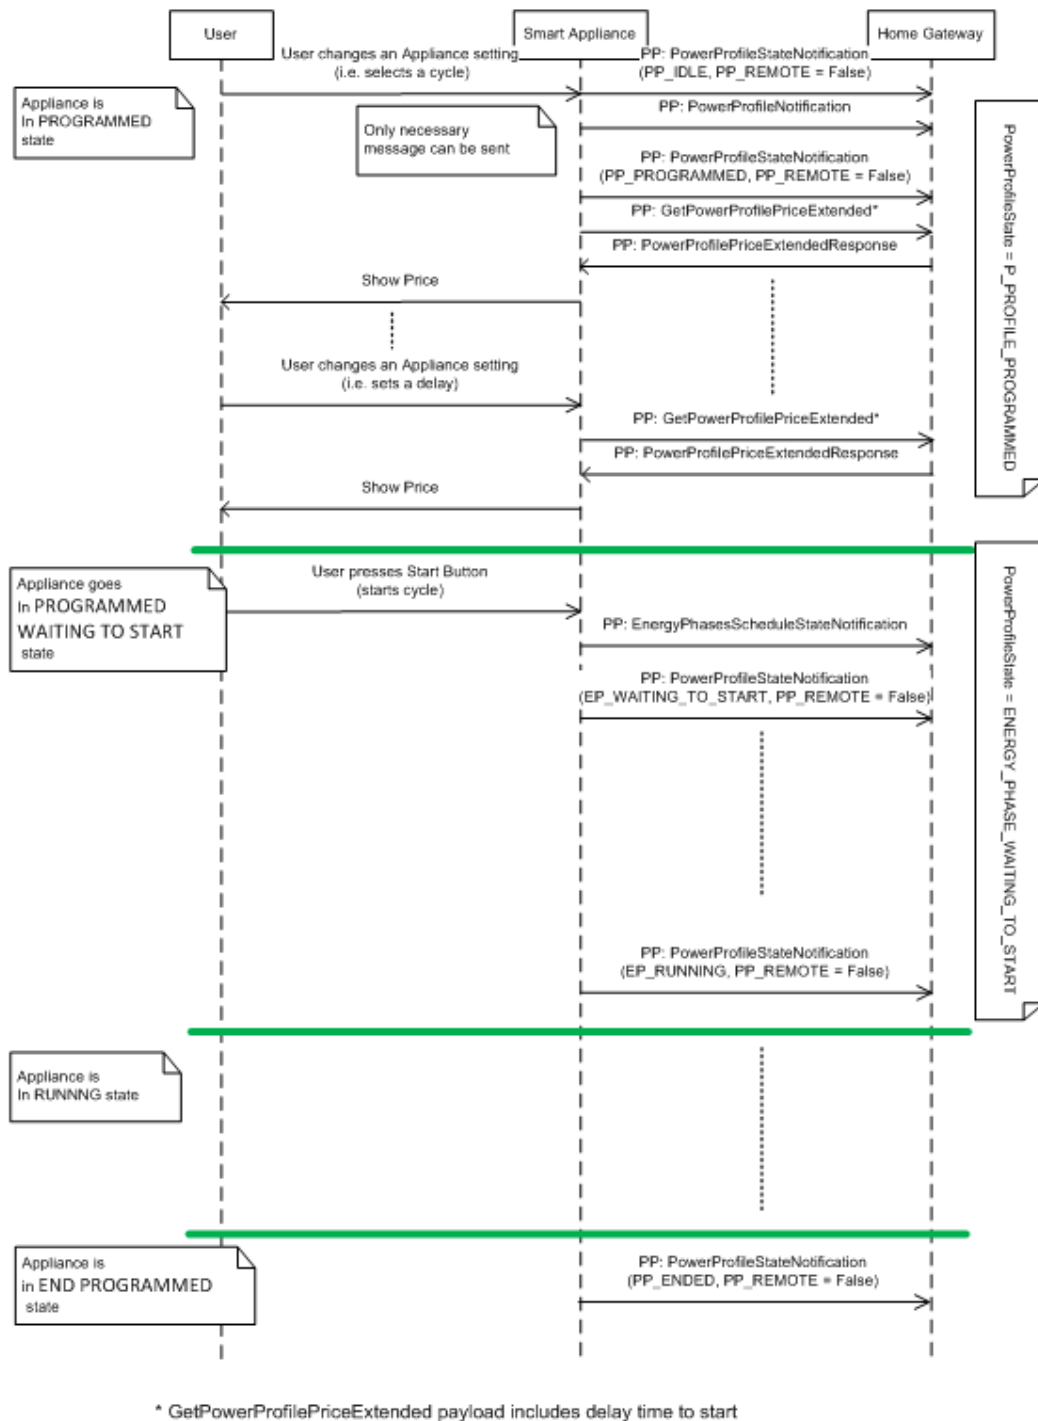 User
Smart Appliance
Home Gateway
User changes an Appliance setting
(i.e. selects a cycle)
PP: PowerProfileStateNotification
(PP_IDLE, PP_REMOTE = False)
Appliance is
In PROGRAMMED
state
Only necessary
message can be sent
PP: PowerProfileNotification
PP: PowerProfileStateNotification
(PP_PROGRAMMED, PP_REMOTE = False)
PP: GetPowerProfilePriceExtended*
PP: PowerProfilePriceExtendedResponse
Show Price
User changes an Appliance setting
(i.e. sets a delay)
PP: GetPowerProfilePriceExtended*
PP: PowerProfilePriceExtendedResponse
Show Price
PowerProfileState = P_PROFILE_PROGRAMMED
Appliance goes
In PROGRAMMED
WAITING TO START
state
User presses Start Button
(starts cycle)
PP: EnergyPhasesScheduleStateNotification
PP: PowerProfileStateNotification
(EP_WAITING_TO_START, PP_REMOTE = False)
PP: PowerProfileStateNotification
(EP_RUNNING, PP_REMOTE = False)
PowerProfileState = ENERGY_PHASE_WAITING_TO_START
Appliance is
In RUNNNG state
Appliance is
in END PROGRAMMED
state
PP: PowerProfileStateNotification
(PP_ENDED, PP_REMOTE = False)
* GetPowerProfilePriceExtended payload includes delay time to start